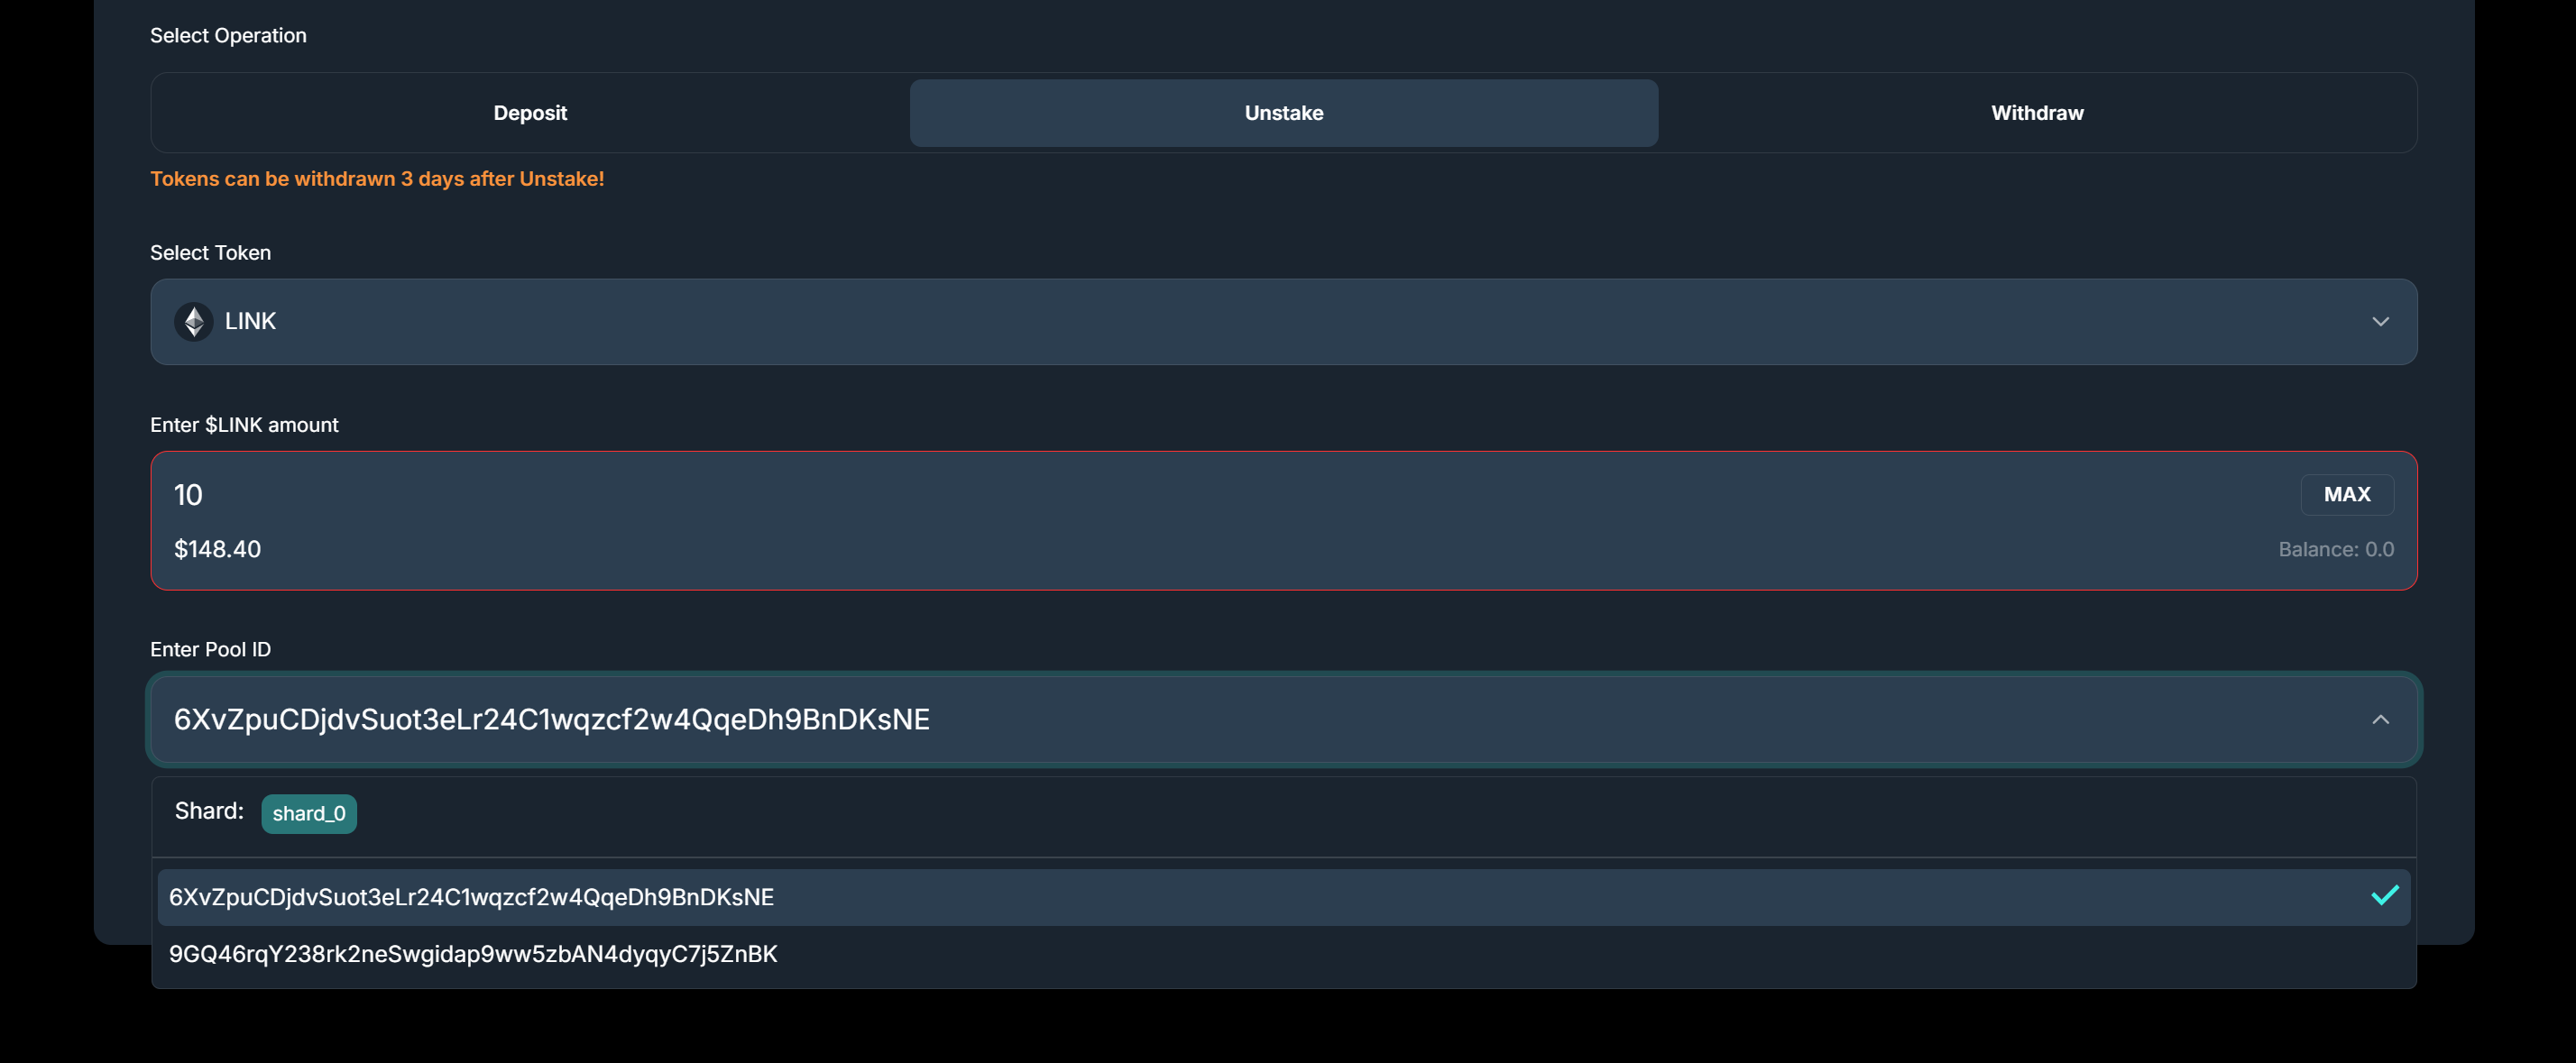 Select Operation
Deposit Unstake Withdraw
Tokens can be withdrawn 3 days after Unstake!
Select Token
LINK
Enter $LINK amount
10 MAX
$148.40 Balance: 0.0
Enter Pool ID
6XvZpuCDjdvSuot3eLr24C1wqzcf2w4QqeDh9BnDKsNE
Shard: shard_0
6XvZpuCDjdvSuot3eLr24C1wqzcf2w4QqeDh9BnDKsNE
9GQ46rqY238rk2neSwgidap9ww5zbAN4dyqyC7j5ZnBK